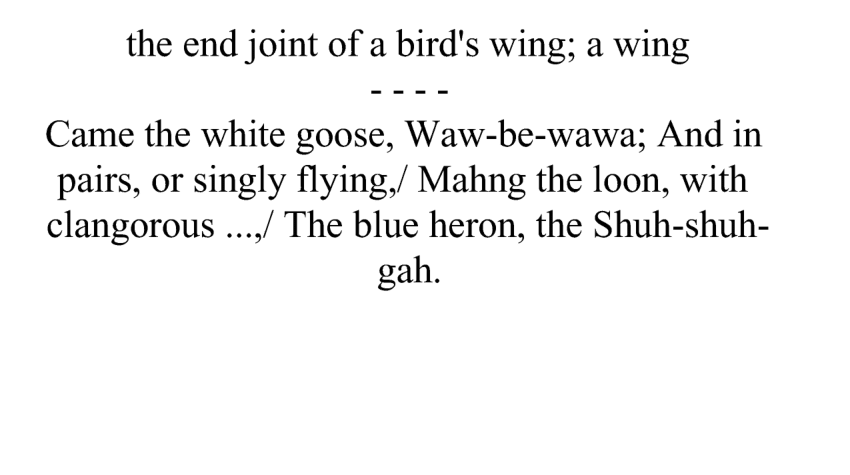 the end joint of a bird's wing; a wing
- - - -
Came the white goose, Waw-be-wawa; And in
pairs, or singly flying,/ Mahng the loon, with
clangorous ...,/ The blue heron, the Shuh-shuh-
gah.